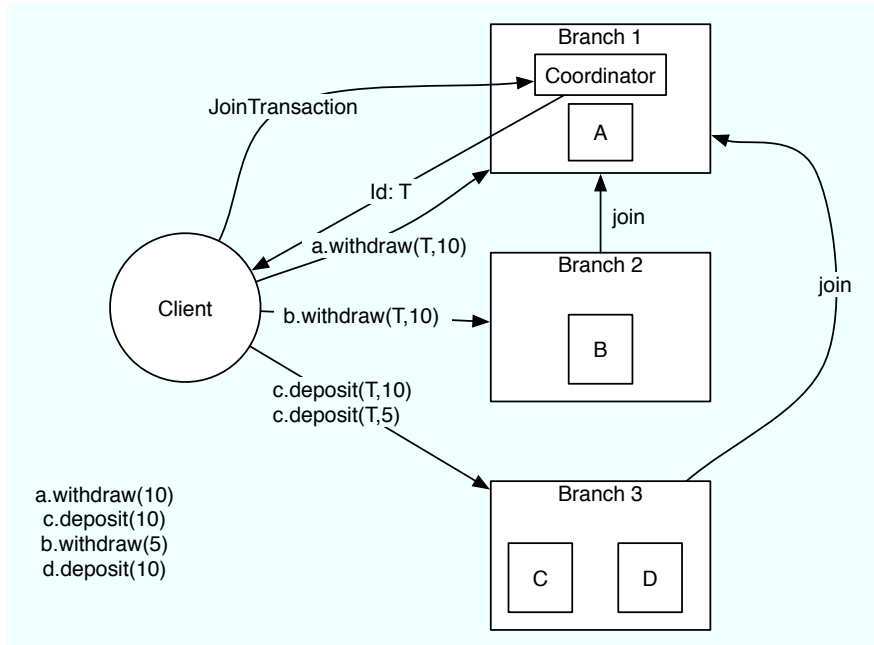 Branch 1
Coordinator
JoinTransaction
A
Id: T
join
a.withdraw(T,10)
Branch 2
Client
b.withdraw(T,10)
join
B
c.deposit(T,10)
c.deposit(T,5)
Branch 3
a.withdraw(10)
c.deposit(10)
b.withdraw(5)
d.deposit(10)
C
D